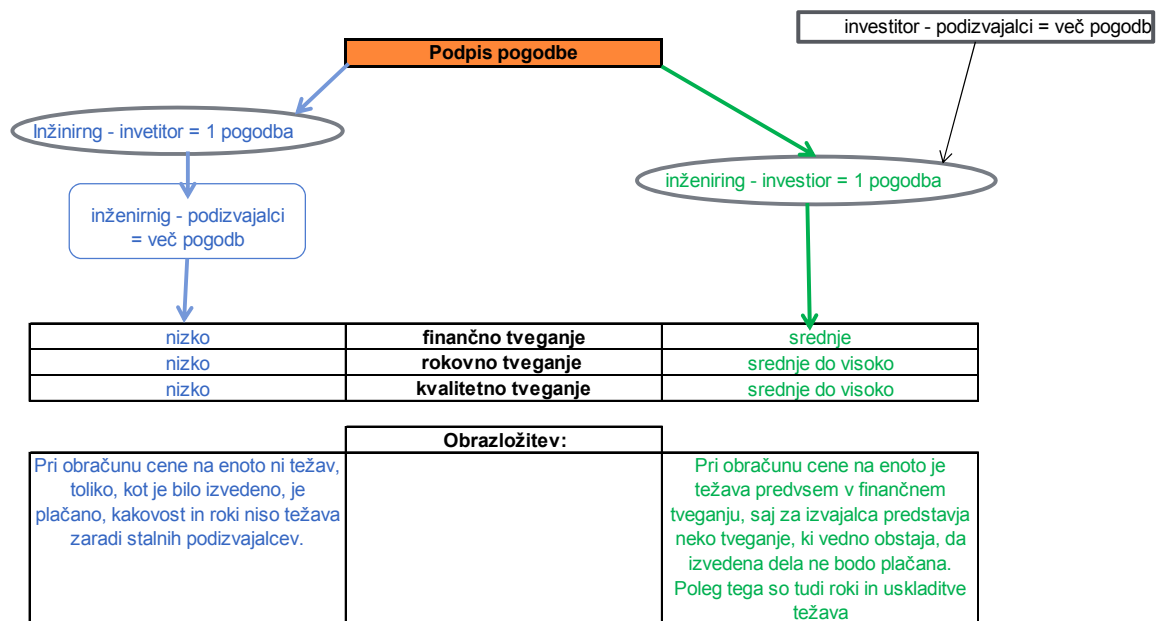 investitor - podizvajalci = več pogodb
Podpis pogodbe
Inžinirng - invetitor = 1 pogodba
inženiring - investior = 1 pogodba
inženirnig - podizvajalci
= več pogodb
nizko finančno tveganje srednje
nizko rokovno tveganje srednje do visoko
nizko kvalitetno tveganje srednje do visoko
Obrazložitev:
Pri obračunu cene na enoto ni težav,
toliko, kot je bilo izvedeno, je
plačano, kakovost in roki niso težava
zaradi stalnih podizvajalcev.
Pri obračunu cene na enoto je
težava predvsem v finančnem
tveganju, saj za izvajalca predstavja
neko tveganje, ki vedno obstaja, da
izvedena dela ne bodo plačana.
Poleg tega so tudi roki in uskladitve
težava